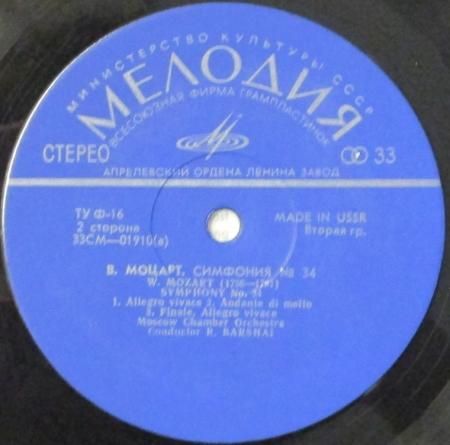 МИНИСТЕРСТВО КУЛЬТУРЫ СССР
МЕЛОДИЯ
ВСЕСОЮЗНАЯ ФИРМА ГРАМПЛАСТИНОК
СТЕРЕО 33
АПРЕЛЕВСКИЙ ОРДЕНА ЛЕНИНА ЗАВОД
ТУ Ф-16 MADE IN USSR
2 сторона Вторая гр.
33СМ—01910(а)
В. МОЦАРТ. СИМФОНИЯ № 34
W. MOZART (1756—1791)
SYMPHONY No. 34
1. Allegro vivace 2. Andante di molto
3. Finale, Allegro vivace
Moscow Chamber Orchestra
Conductor R. BARSHAI